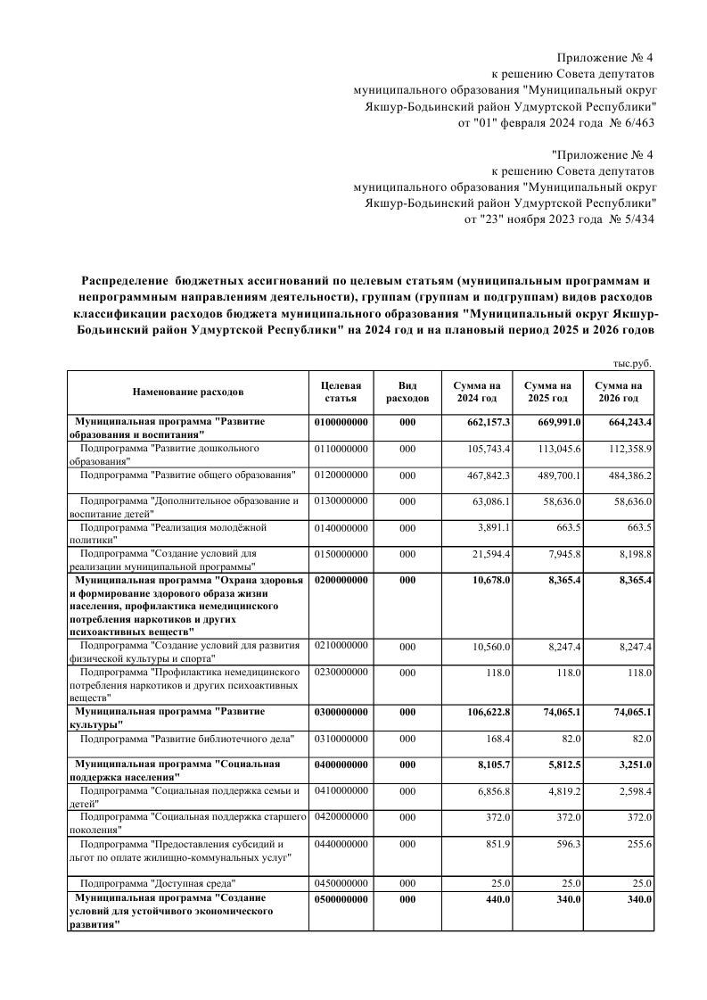 Приложение № 4
к решению Совета депутатов
муниципального образования "Муниципальный округ
Якшур-Бодьинский район Удмуртской Республики"
от "01" февраля 2024 года  № 6/463
"Приложение № 4
к решению Совета депутатов
муниципального образования "Муниципальный округ
Якшур-Бодьинский район Удмуртской Республики"
от "23" ноября 2023 года  № 5/434
Распределение  бюджетных ассигнований по целевым статьям (муниципальным программам и
непрограммным направлениям деятельности), группам (группам и подгруппам) видов расходов
классификации расходов бюджета муниципального образования "Муниципальный округ Якшур-
Бодьинский район Удмуртской Республики" на 2024 год и на плановый период 2025 и 2026 годов
тыс.руб.
Наменование расходов Целевая статья Вид расходов Сумма на 2024 год Сумма на 2025 год Сумма на 2026 год
Муниципальная программа "Развитие 0100000000 000 662,157.3 669,991.0 664,243.4
образования и воспитания"
Подпрограмма "Развитие дошкольного 0110000000 000 105,743.4 113,045.6 112,358.9
образования"
Подпрограмма "Развитие общего образования" 0120000000 000 467,842.3 489,700.1 484,386.2
Подпрограмма "Дополнительное образование и 0130000000 000 63,086.1 58,636.0 58,636.0
воспитание детей"
Подпрограмма "Реализация молодёжной 0140000000 000 3,891.1 663.5 663.5
политики"
Подпрограмма "Создание условий для 0150000000 000 21,594.4 7,945.8 8,198.8
реализации муниципальной программы"
Муниципальная программа "Охрана здоровья 0200000000 000 10,678.0 8,365.4 8,365.4
и формирование здорового образа жизни
населения, профилактика немедицинского
потребления наркотиков и других
психоактивных веществ"
Подпрограмма "Создание условий для развития 0210000000 000 10,560.0 8,247.4 8,247.4
физической культуры и спорта"
Подпрограмма "Профилактика немедицинского 0230000000 000 118.0 118.0 118.0
потребления наркотиков и других психоактивных
веществ"
Муниципальная программа "Развитие 0300000000 000 106,622.8 74,065.1 74,065.1
культуры"
Подпрограмма "Развитие библиотечного дела" 0310000000 000 168.4 82.0 82.0
Муниципальная программа "Социальная 0400000000 000 8,105.7 5,812.5 3,251.0
поддержка населения"
Подпрограмма "Социальная поддержка семьи и 0410000000 000 6,856.8 4,819.2 2,598.4
детей"
Подпрограмма "Социальная поддержка старшего 0420000000 000 372.0 372.0 372.0
поколения"
Подпрограмма "Предоставления субсидий и 0440000000 000 851.9 596.3 255.6
льгот по оплате жилищно-коммунальных услуг"
Подпрограмма "Доступная среда" 0450000000 000 25.0 25.0 25.0
Муниципальная программа "Создание 0500000000 000 440.0 340.0 340.0
условий для устойчивого экономического
развития"